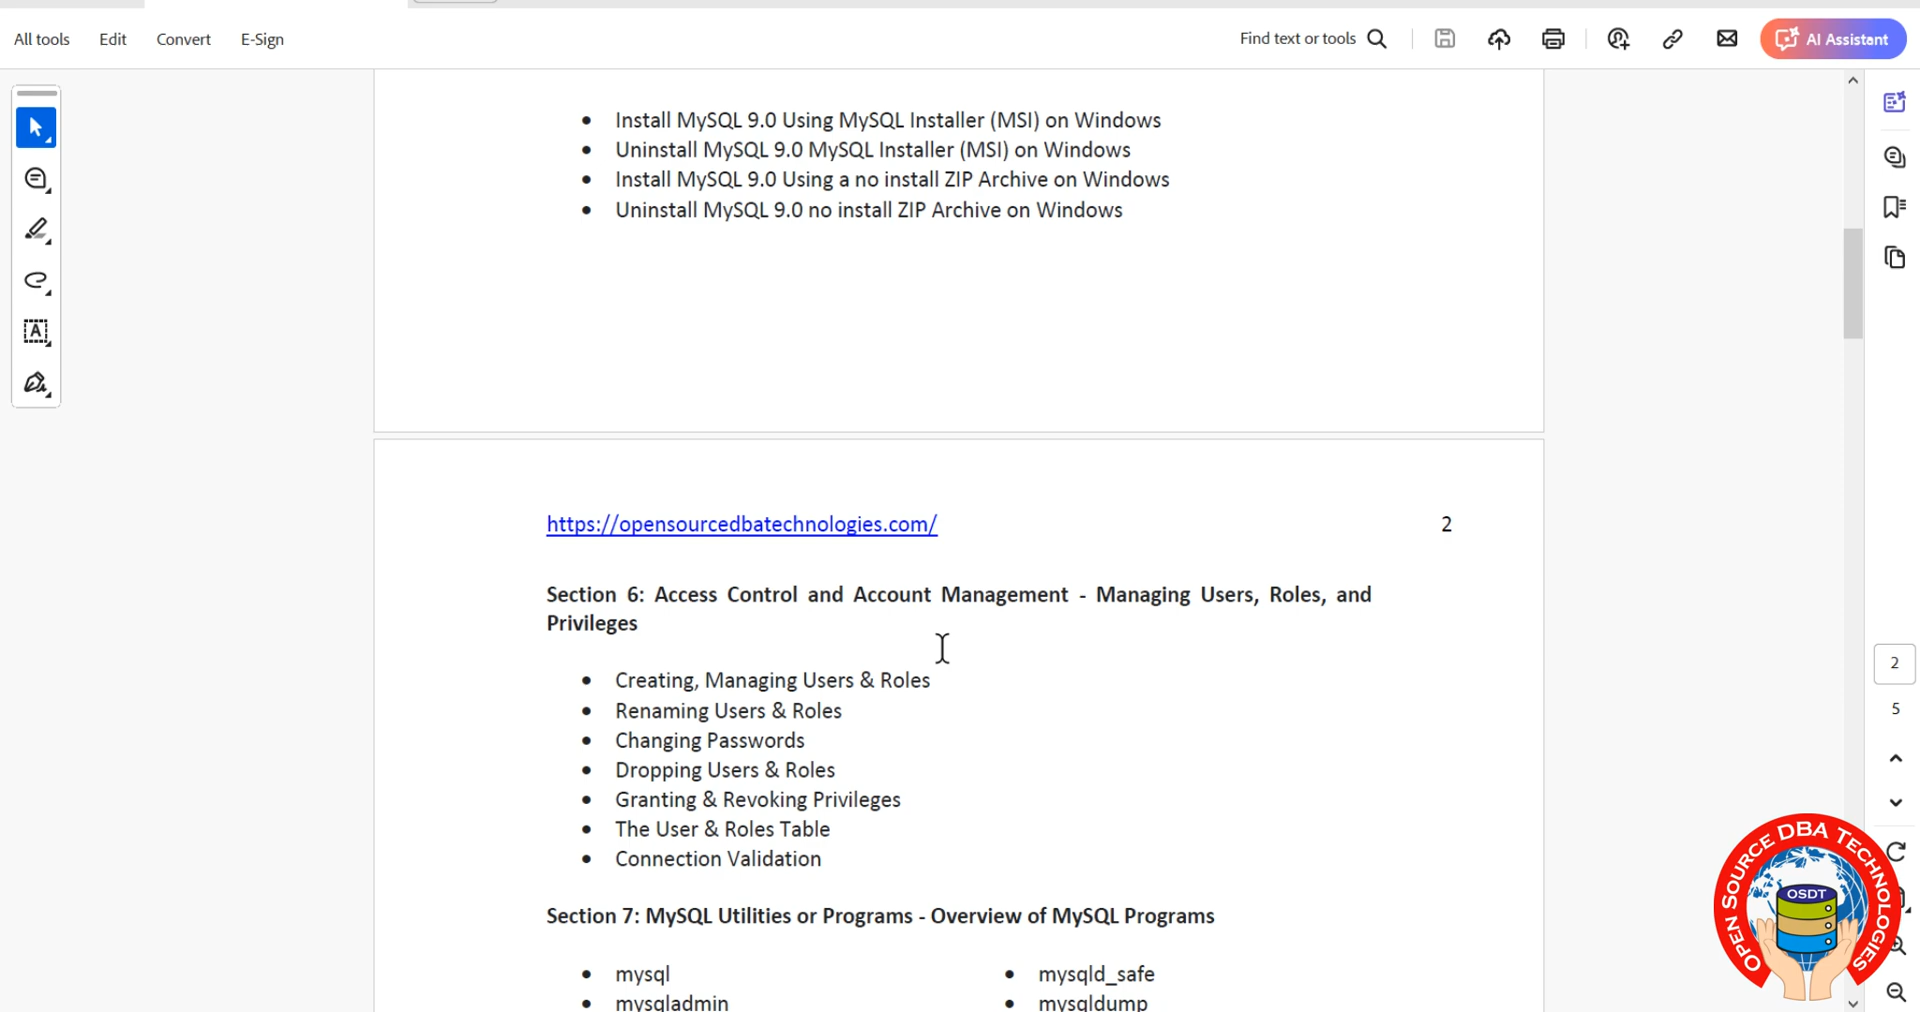 All tools Edit Convert E-Sign Find text or tools AI Assistant
• Install MySQL 9.0 Using MySQL Installer (MSI) on Windows
• Uninstall MySQL 9.0 MySQL Installer (MSI) on Windows
• Install MySQL 9.0 Using a no install ZIP Archive on Windows
• Uninstall MySQL 9.0 no install ZIP Archive on Windows
https://opensourcedbatechnologies.com/ 2
Section 6: Access Control and Account Management - Managing Users, Roles, and
Privileges
• Creating, Managing Users & Roles
• Renaming Users & Roles
• Changing Passwords
• Dropping Users & Roles
• Granting & Revoking Privileges
• The User & Roles Table
• Connection Validation
Section 7: MySQL Utilities or Programs - Overview of MySQL Programs
• mysql • mysqld_safe
• mysqladmin • mysqldump
2
5
OPEN SOURCE DBA TECHNOLOGIES
OSDT